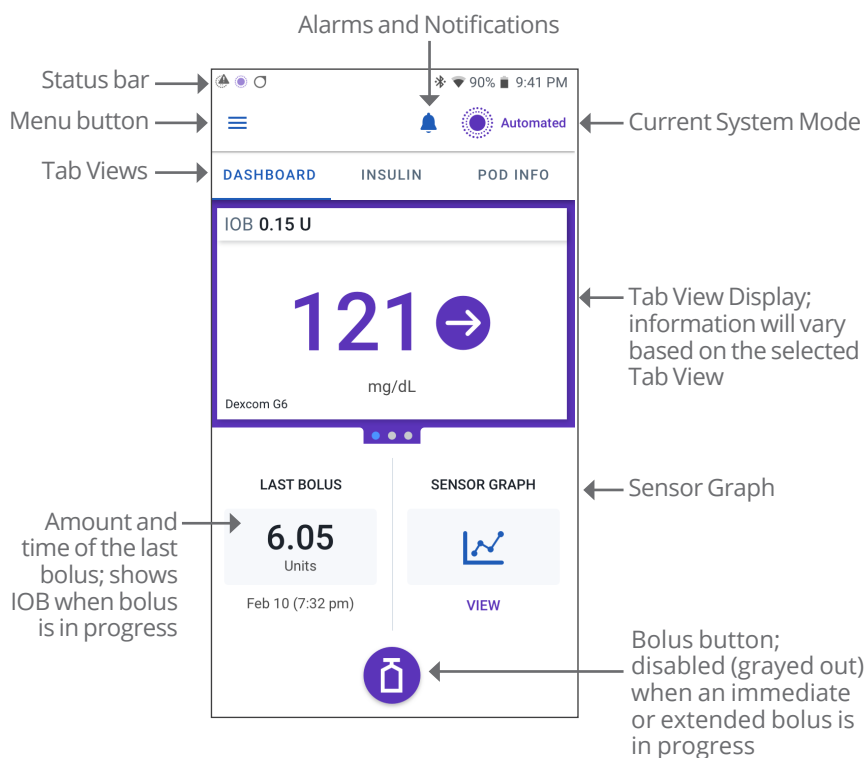 Alarms and Notifications
Status bar
90% 9:41 PM
Menu button
Automated
Current System Mode
Tab Views
DASHBOARD INSULIN POD INFO
IOB 0.15 U
121
mg/dL
Dexcom G6
Tab View Display;
information will vary
based on the selected
Tab View
LAST BOLUS
SENSOR GRAPH
Sensor Graph
Amount and
time of the last
bolus; shows
IOB when bolus
is in progress
6.05
Units
Feb 10 (7:32 pm)
VIEW
Bolus button;
disabled (grayed out)
when an immediate
or extended bolus is
in progress